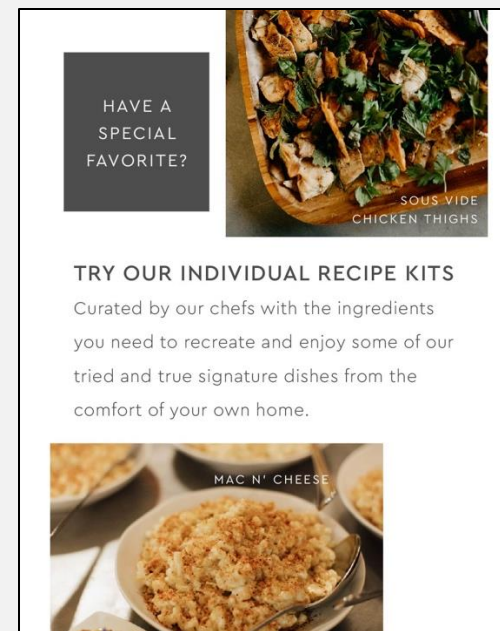 HAVE A
SPECIAL
FAVORITE?
SOUS VIDE
CHICKEN THIGHS
TRY OUR INDIVIDUAL RECIPE KITS
Curated by our chefs with the ingredients
you need to recreate and enjoy some of our
tried and true signature dishes from the
comfort of your own home.
MAC N' CHEESE